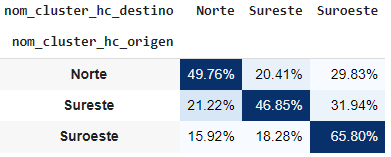 nom_cluster_hc_destino Norte Sureste Suroeste
nom_cluster_hc_origen
Norte 49.76% 20.41% 29.83%
Sureste 21.22% 46.85% 31.94%
Suroeste 15.92% 18.28% 65.80%